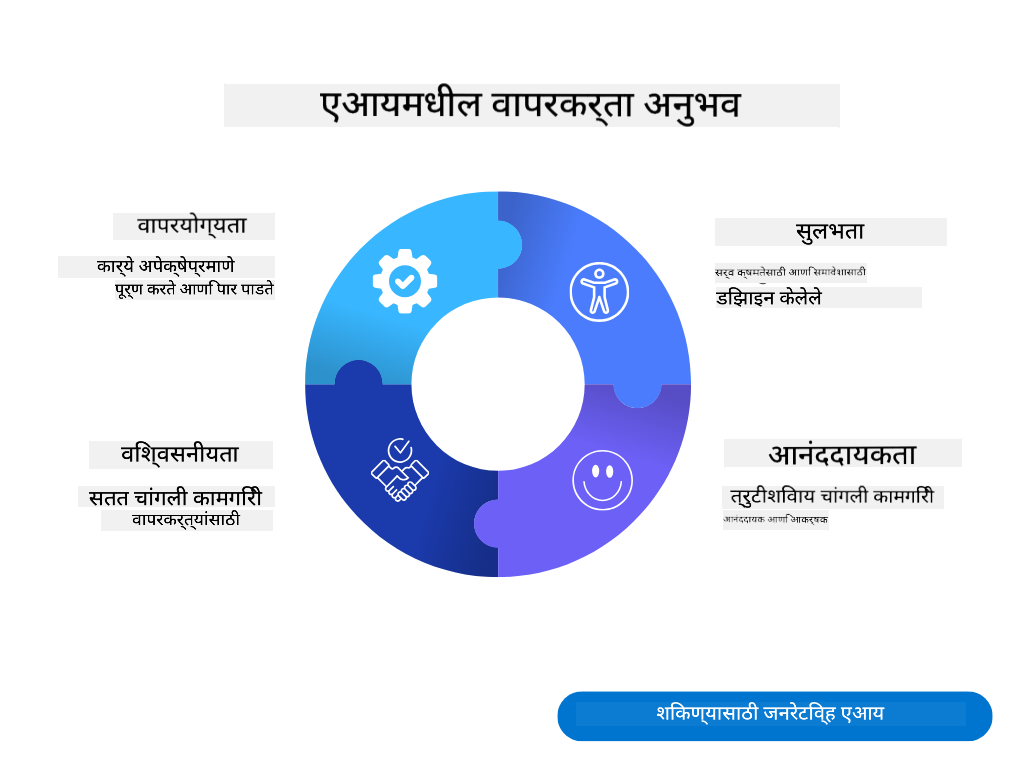 एआयमधील वापरकर्ता अनुभव
वापरयोग्यता
कार्ये अपेक्षेप्रमाणे
पूर्ण करते आणि पार पाडते
सुलभता
सर्व क्षमतेसाठी आणि समावेशासाठी
डिझाइन केलेले
विश्वसनीयता
सतत चांगली कामगिरी
वापरकर्त्यांसाठी
आनंददायकता
त्रुटीशिवाय चांगली कामगिरी
आनंददायक आणि आकर्षक
शिकण्यासाठी जनरेटिव्ह एआय